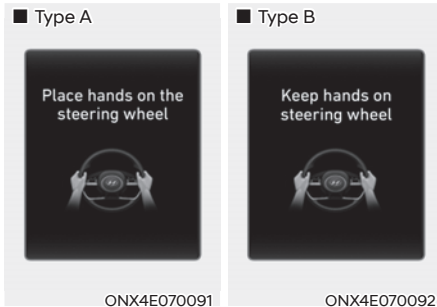 ■ Type A
Place hands on the
steering wheel
ONX4E070091
■ Type B
Keep hands on
steering wheel
ONX4E070092